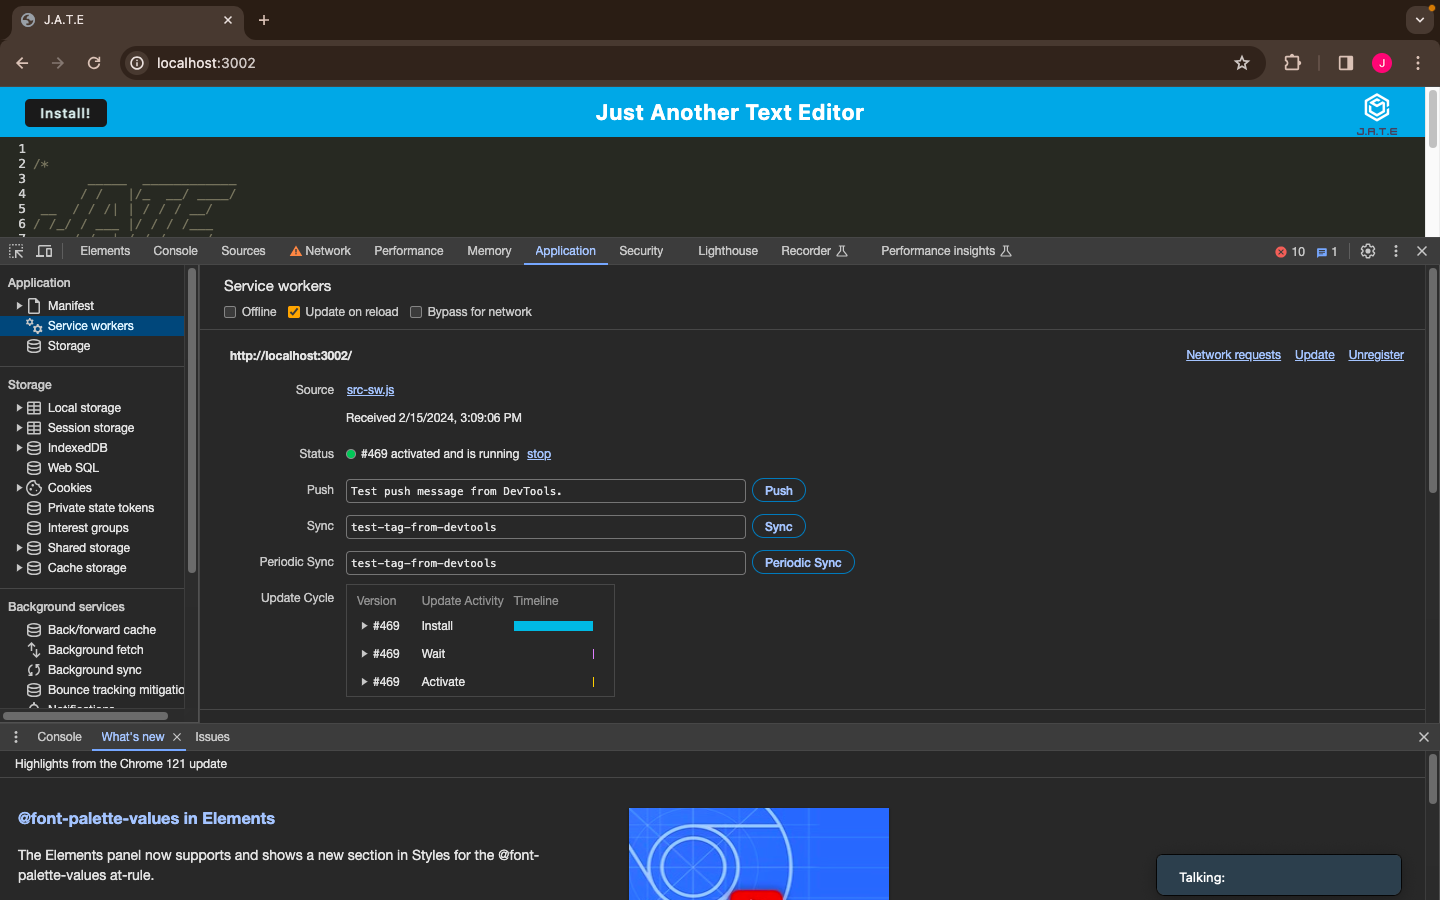 J.A.T.E
localhost:3002
J
Install!
Just Another Text Editor
J.A.T.E
1
2 /*
3
4
5
6
Elements Console Sources Network Performance Memory Application Security Lighthouse Recorder Performance insights 10 1
Application
Manifest
Service workers
Storage
Storage
Local storage
Session storage
IndexedDB
Web SQL
Cookies
Private state tokens
Interest groups
Shared storage
Cache storage
Background services
Back/forward cache
Background fetch
Background sync
Bounce tracking mitigatio
Notifications
Service workers
Offline Update on reload Bypass for network
http://localhost:3002/ Network requests Update Unregister
Source src-sw.js
Received 2/15/2024, 3:09:06 PM
Status #469 activated and is running stop
Push Test push message from DevTools. Push
Sync test-tag-from-devtools Sync
Periodic Sync test-tag-from-devtools Periodic Sync
Update Cycle Version Update Activity Timeline
#469 Install
#469 Wait
#469 Activate
Console What's new Issues
Highlights from the Chrome 121 update
@font-palette-values in Elements
The Elements panel now supports and shows a new section in Styles for the @font-
palette-values at-rule.
Talking: